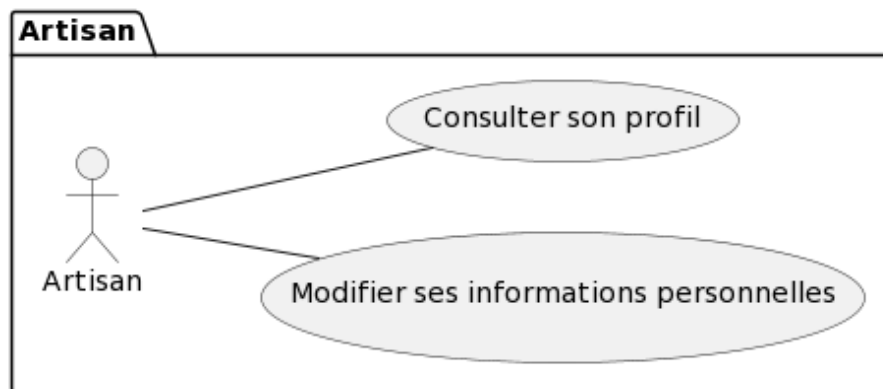 Artisan
Consulter son profil
Artisan
Modifier ses informations personnelles